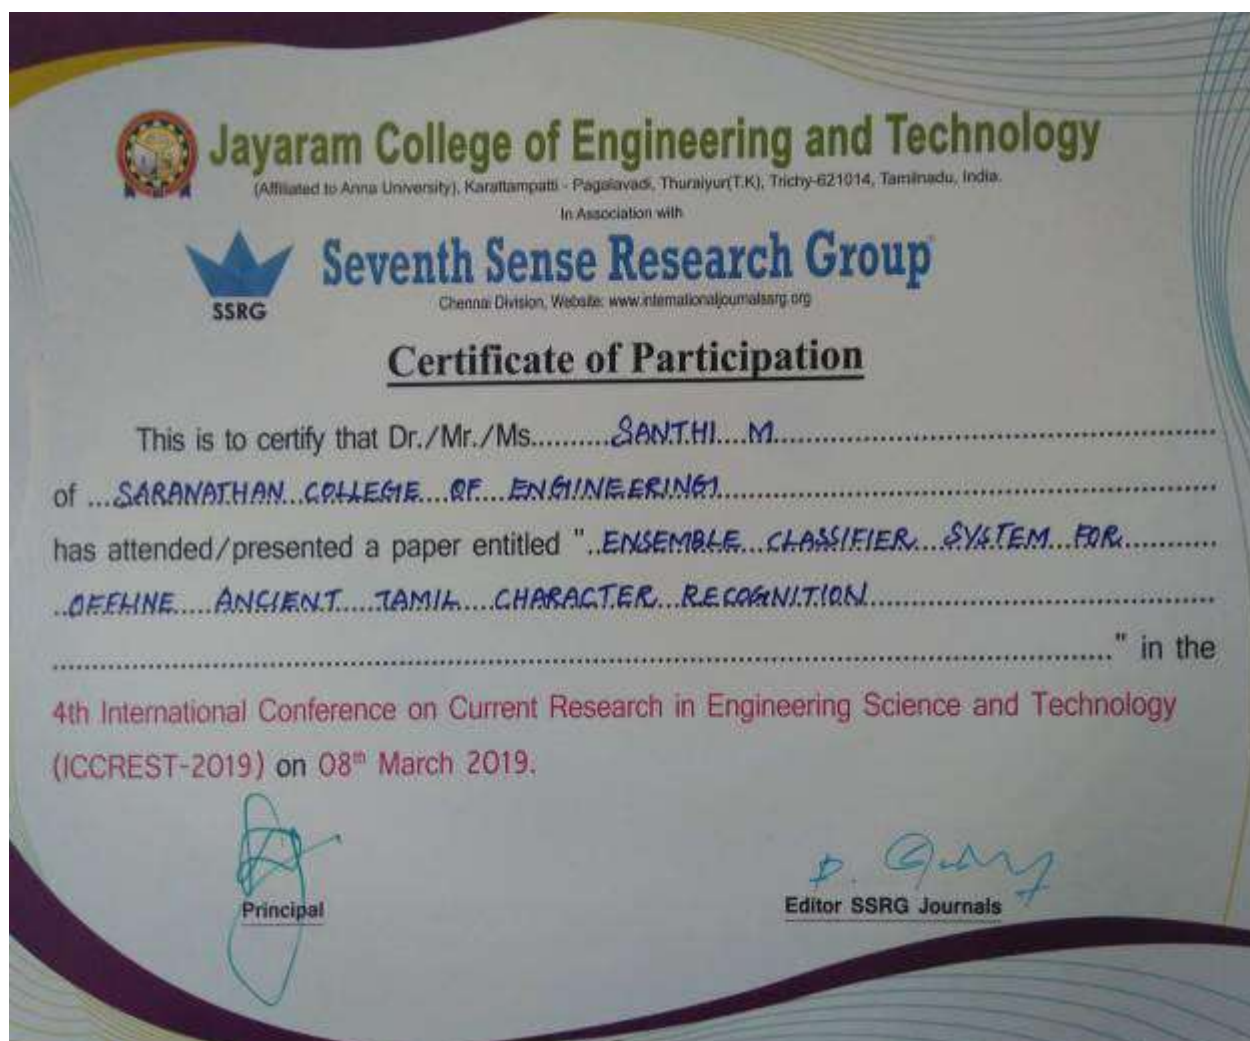 Jayaram College of Engineering and Technology
(Affiliated to Anna University), Karattampatti - Pagalavadi, Thuraiyur(T.K), Trichy-621014, Tamilnadu, India.
In Association with
Seventh Sense Research Group
SSRG
Chennai Division, Website: www.internationaljournalssrg.org
Certificate of Participation
This is to certify that Dr./Mr./Ms..........SANTHI....M..........
of ...SARANATHAN...COLLEGE...OF...ENGINEERING..........
has attended/presented a paper entitled "..ENSEMBLE...CLASSIFIER...SYSTEM...FOR..........
..OFFLINE....ANCIENT....TAMIL....CHARACTER...RECOGNITION..........
.........." in the
4th International Conference on Current Research in Engineering Science and Technology
(ICCREST-2019) on 08th March 2019.
Principal
Editor SSRG Journals